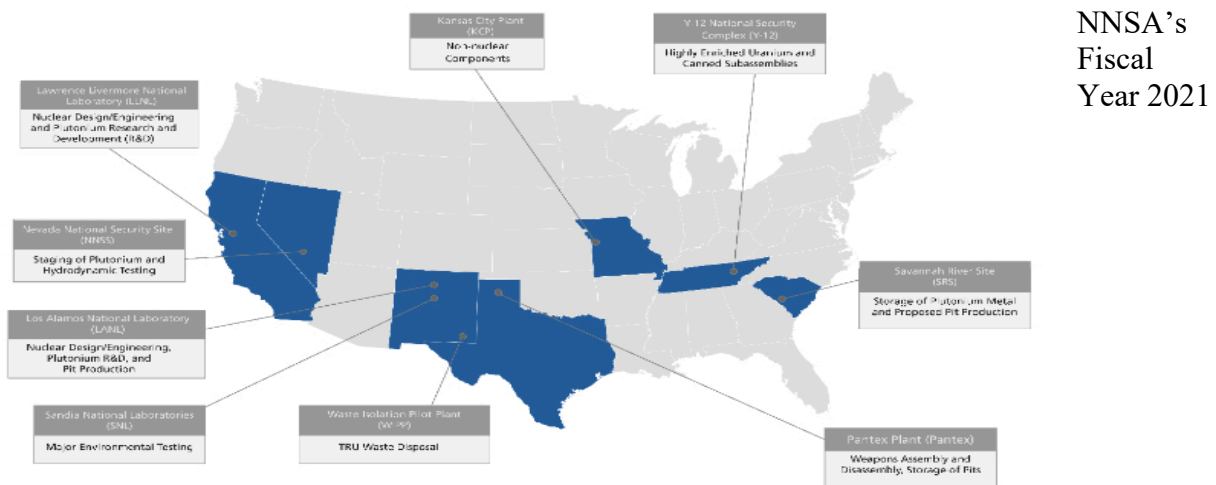 Kansas City Plant
(KCP)
Non-nuclear
Components
Y-12 National Security
Complex (Y-12)
Highly Enriched Uranium and
Canned Subassemblies
NNSA's
Fiscal
Year 2021
Lawrence Livermore National
Laboratory (LLNL)
Nuclear Design/Engineering
and Plutonium Research and
Development (R&D)
Nevada National Security Site
(NNSS)
Staging of Plutonium and
Hydrodynamic Testing
Savannah River Site
(SRS)
Storage of Plutonium Metal
and Proposed Pit Production
Los Alamos National Laboratory
(LANL)
Nuclear Design/Engineering,
Plutonium R&D, and
Pit Production
Sandia National Laboratories
(SNL)
Major Environmental Testing
Waste Isolation Pilot Plant
(WIPP)
TRU Waste Disposal
Pantex Plant (Pantex)
Weapons Assembly and
Disassembly, Storage of Pits